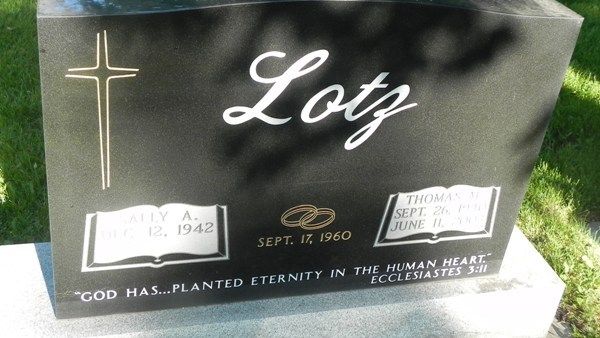 Lotz
SALLY A.
DEC. 12, 1942
SEPT. 17, 1960
THOMAS M.
SEPT. 26,
JUNE 11,
"GOD HAS...PLANTED ETERNITY IN THE HUMAN HEART."
ECCLESIASTES 3:11